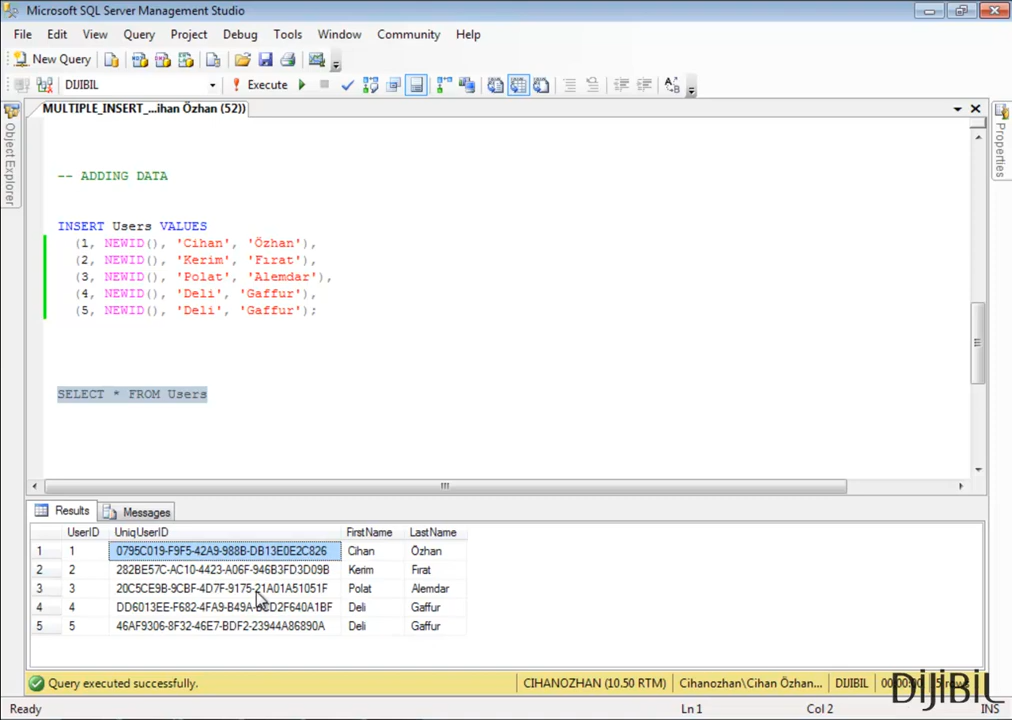 Microsoft SQL Server Management Studio
File Edit View Query Project Debug Tools Window Community Help
New Query
DIJIBIL Execute
MULTIPLE_INSERT_...ihan Özhan (52))
Object Explorer
Properties
-- ADDING DATA
INSERT Users VALUES
(1, NEWID(), 'Cihan', 'Özhan'),
(2, NEWID(), 'Kerim', 'Fırat'),
(3, NEWID(), 'Polat', 'Alemdar'),
(4, NEWID(), 'Deli', 'Gaffur'),
(5, NEWID(), 'Deli', 'Gaffur');
SELECT * FROM Users
Results Messages
UserID UniqUserID FirstName LastName
1 1 0795C019-F9F5-42A9-988B-DB13E0E2C826 Cihan Özhan
2 2 282BE57C-AC10-4423-A06F-946B3FD3D09B Kerim Fırat
3 3 20C5CE9B-9CBF-4D7F-9175-21A01A51051F Polat Alemdar
4 4 Deli Gaffur
5 5 46AF9306-8F32-46E7-BDF2-23944A86890A Deli Gaffur
Query executed successfully. CIHANOZHAN (10.50 RTM) Cihanozhan\Cihan Özhan... DIJIBIL
DIJIBIL
Ready Ln 1 Col 2 INS